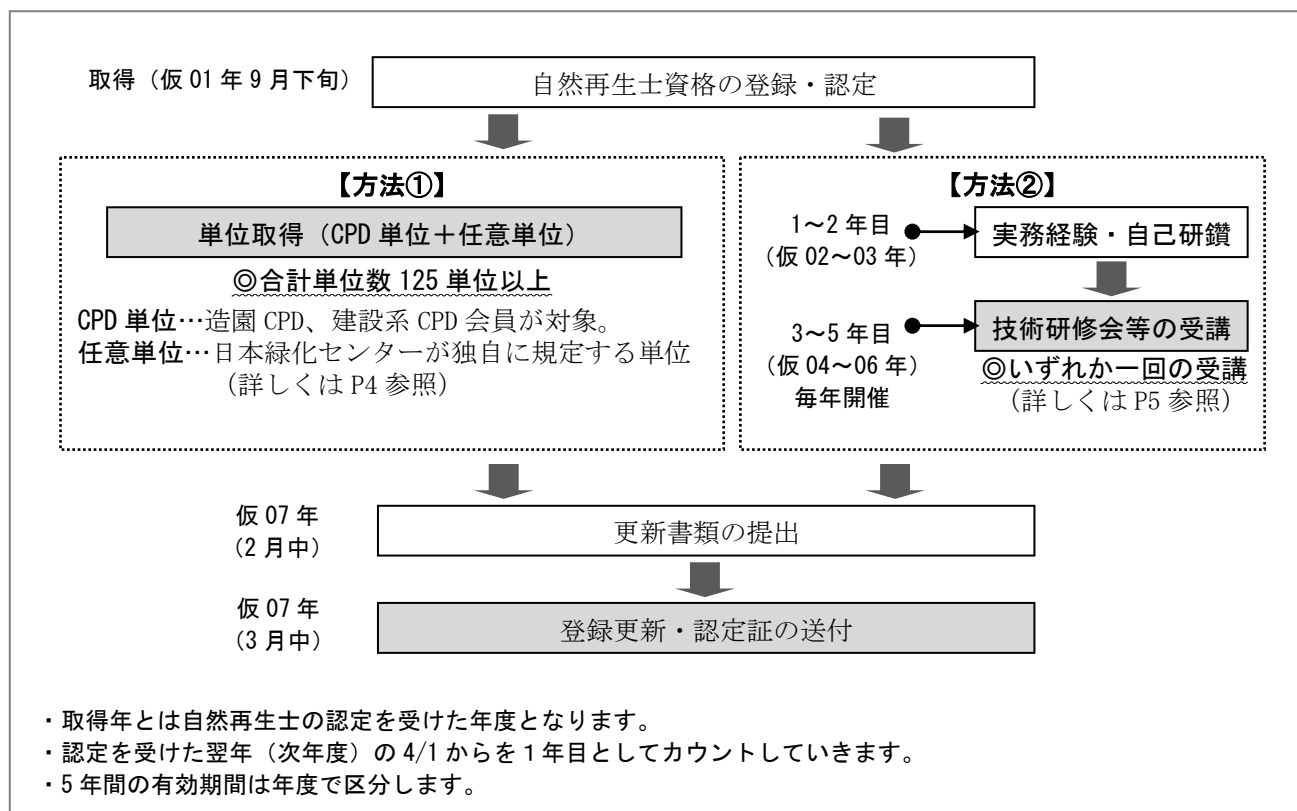 取得（仮 01 年 9 月下旬）
自然再生士資格の登録・認定
【方法①】
単位取得（CPD 単位＋任意単位）
◎合計単位数 125 単位以上
CPD 単位…造園 CPD、建設系 CPD 会員が対象。
任意単位…日本緑化センターが独自に規定する単位
（詳しくは P4 参照）
【方法②】
1～2 年目
（仮 02～03 年）
実務経験・自己研鑽
3～5 年目
（仮 04～06 年）
毎年開催
技術研修会等の受講
◎いずれか一回の受講
（詳しくは P5 参照）
仮 07 年
（2 月中）
更新書類の提出
仮 07 年
（3 月中）
登録更新・認定証の送付
・取得年とは自然再生士の認定を受けた年度となります。
・認定を受けた翌年（次年度）の 4/1 からを 1 年目としてカウントしていきます。
・5 年間の有効期間は年度で区分します。